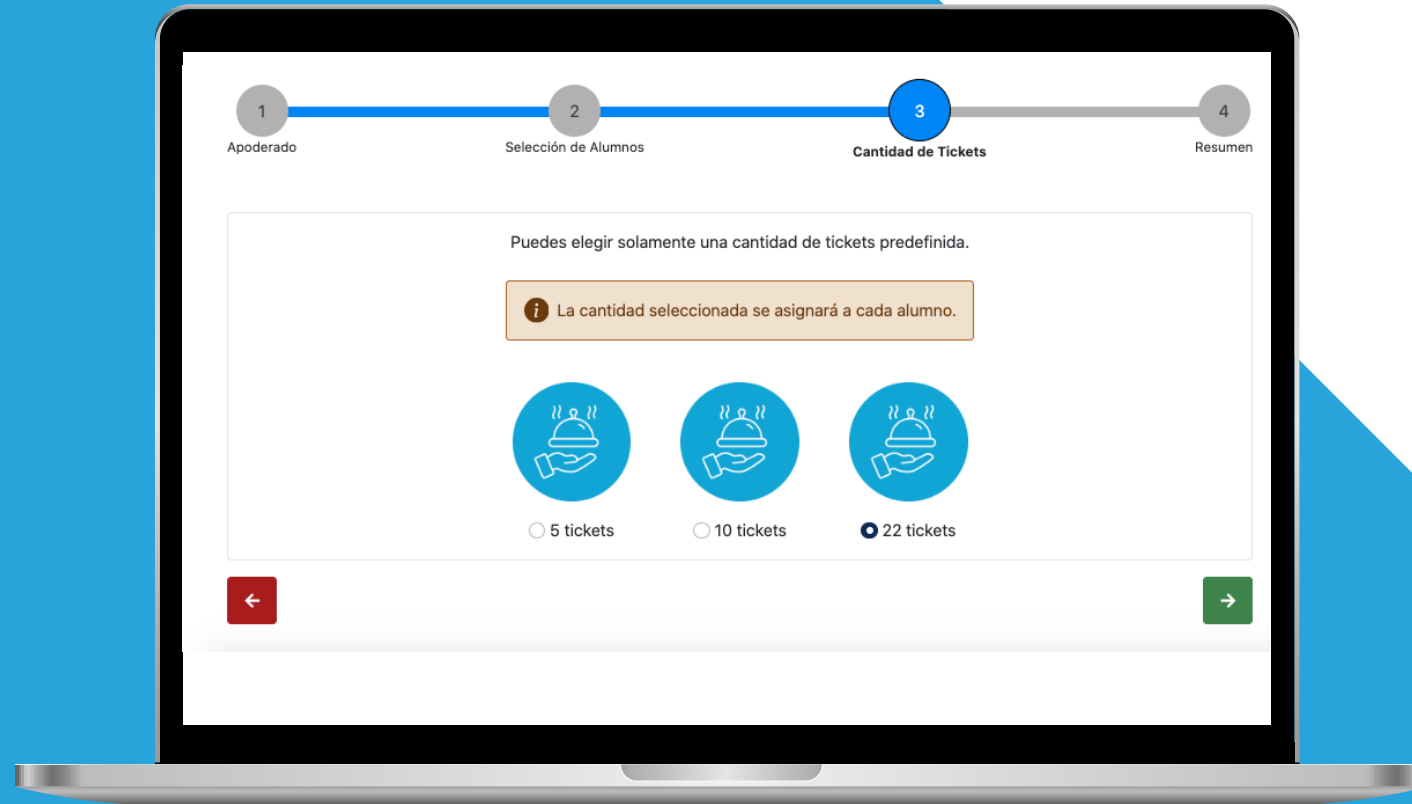 1
2
3
4
Apoderado
Selección de Alumnos
Cantidad de Tickets
Resumen
Puedes elegir solamente una cantidad de tickets predefinida.
i La cantidad seleccionada se asignará a cada alumno.
5 tickets
10 tickets
22 tickets